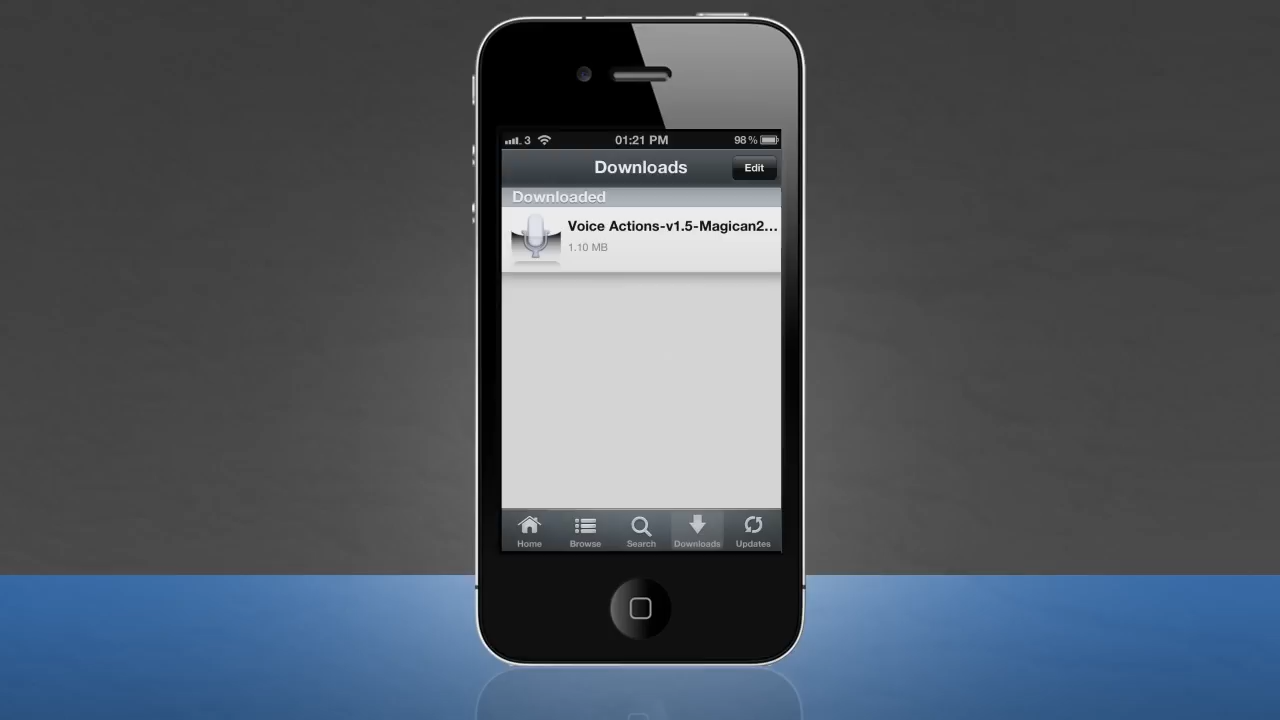 3 01:21 PM 98%
Downloads Edit
Downloaded
Voice Actions-v1.5-Magican2...
1.10 MB
Home Browse Search Downloads Updates